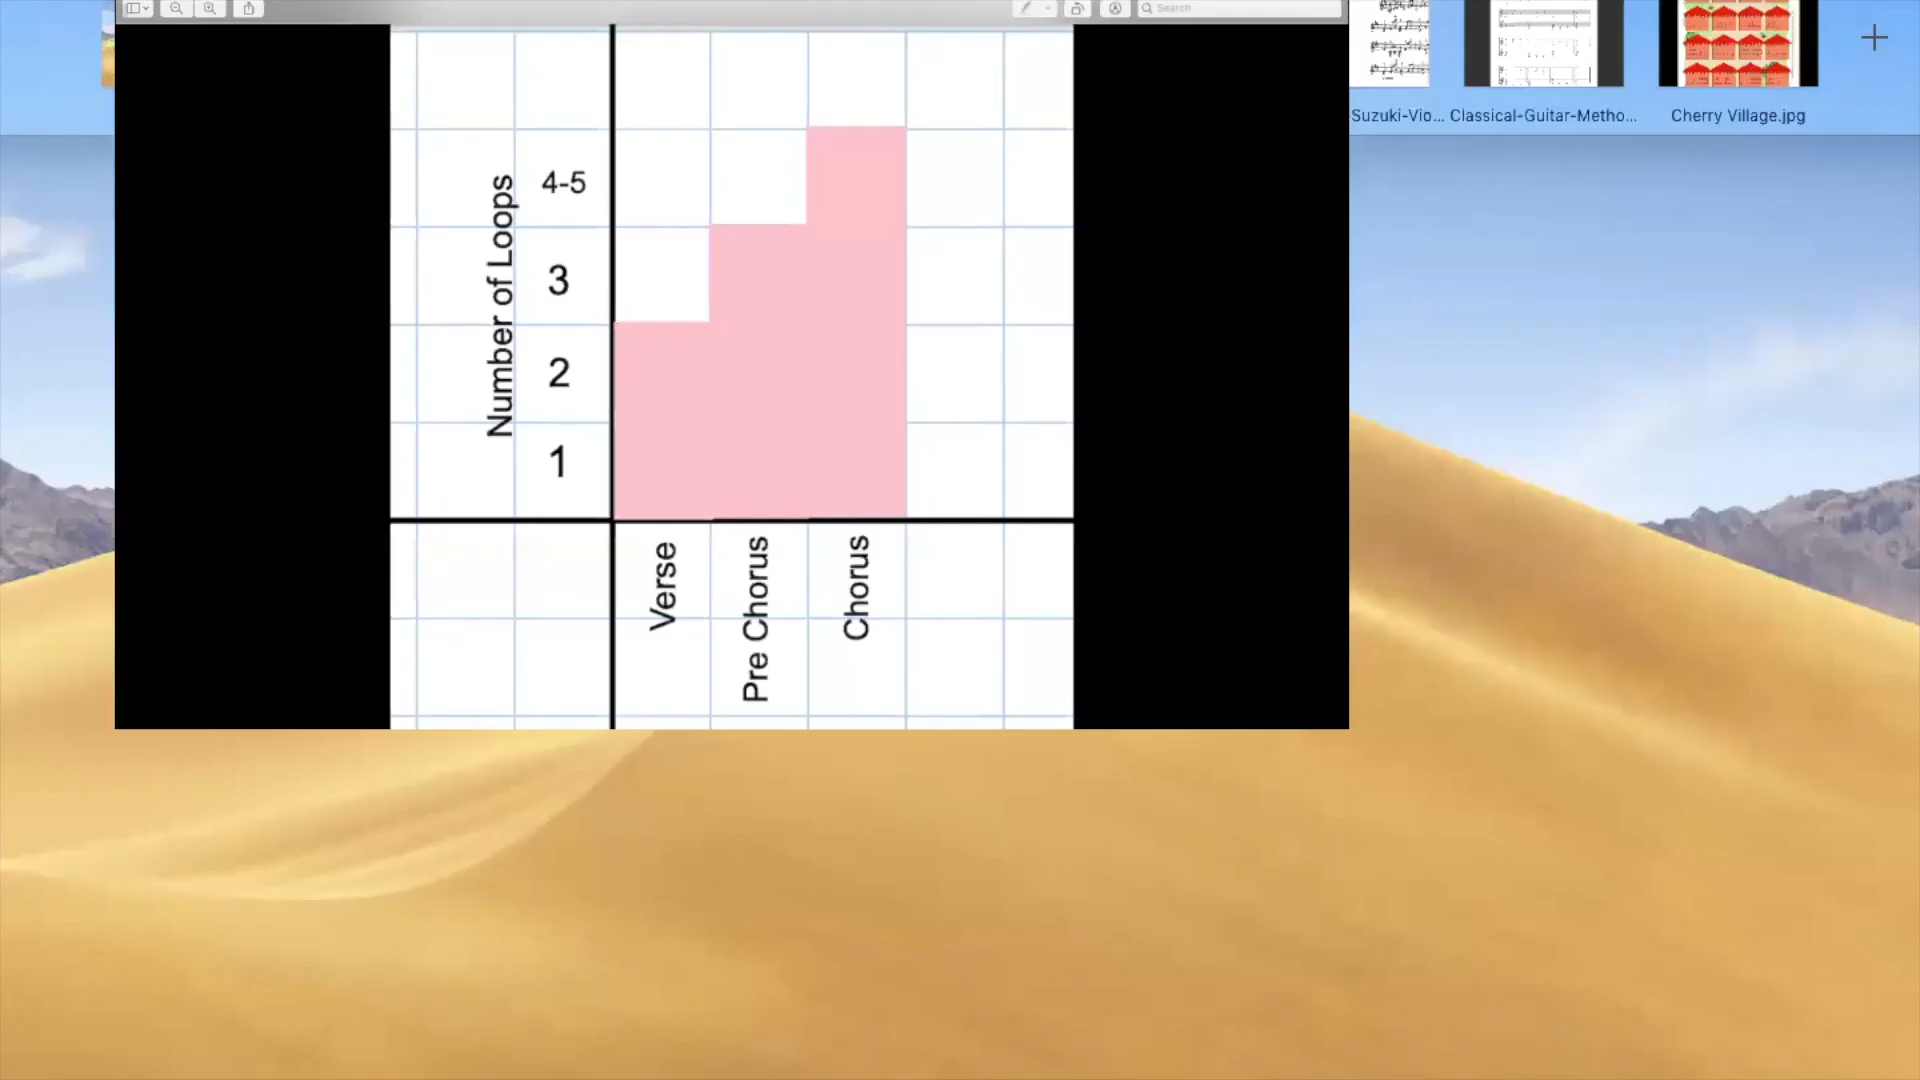 Search
Suzuki-Vio... Classical-Guitar-Metho... Cherry Village.jpg
Number of Loops
4-5
3
2
1
Verse
Pre Chorus
Chorus